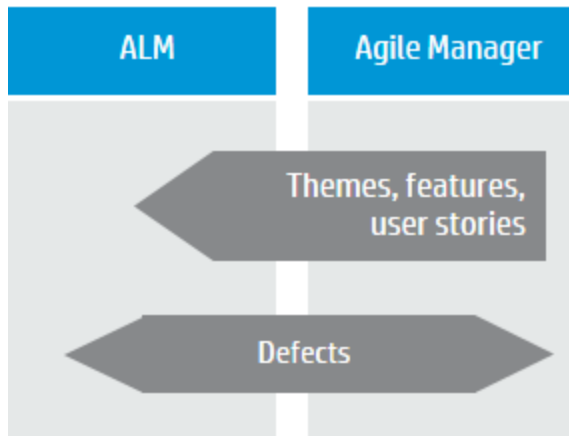 ALM
Agile Manager
Themes, features,
user stories
Defects